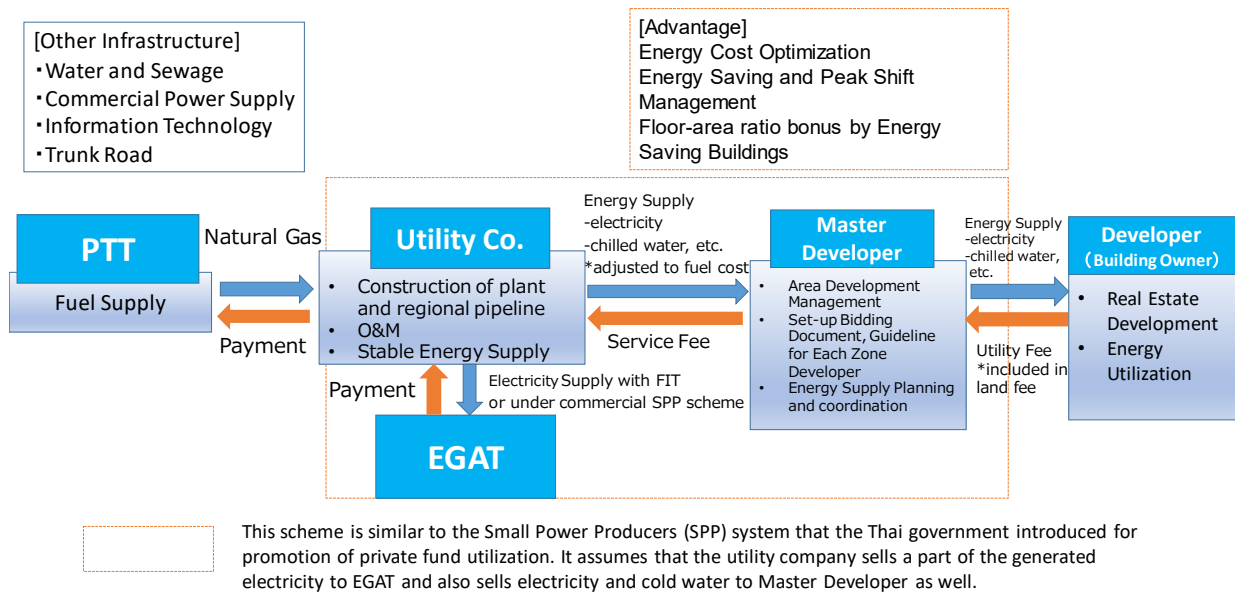 [Other Infrastructure]
・Water and Sewage
・Commercial Power Supply
・Information Technology
・Trunk Road
[Advantage]
Energy Cost Optimization
Energy Saving and Peak Shift
Management
Floor-area ratio bonus by Energy
Saving Buildings
PTT
Fuel Supply
Natural Gas
Payment
Utility Co.
• Construction of plant
and regional pipeline
• O&M
• Stable Energy Supply
Payment
Electricity Supply with FIT
or under commercial SPP scheme
EGAT
Energy Supply
-electricity
-chilled water, etc.
*adjusted to fuel cost
Service Fee
Master
Developer
• Area Development
Management
• Set-up Bidding
Document, Guideline
for Each Zone
Developer
• Energy Supply Planning
and coordination
Energy Supply
-electricity
-chilled water,
etc.
Utility Fee
*included in
land fee
Developer
（Building Owner）
• Real Estate
Development
• Energy
Utilization
This scheme is similar to the Small Power Producers (SPP) system that the Thai government introduced for
promotion of private fund utilization. It assumes that the utility company sells a part of the generated
electricity to EGAT and also sells electricity and cold water to Master Developer as well.